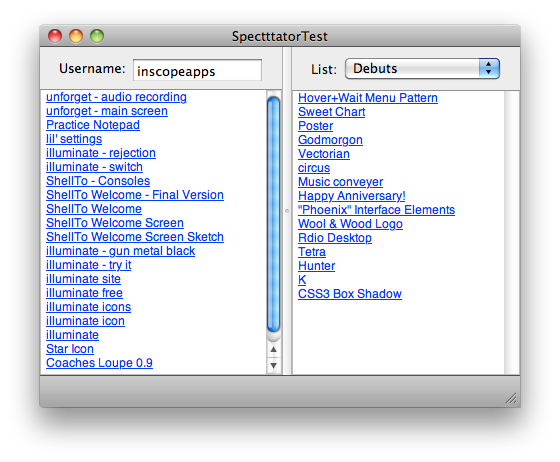 SpectttatorTest
Username: inscopeapps
List: Debuts
unforget - audio recording
unforget - main screen
Practice Notepad
lil' settings
illuminate - rejection
illuminate - switch
ShellTo - Consoles
ShellTo Welcome - Final Version
ShellTo Welcome
ShellTo Welcome Screen
ShellTo Welcome Screen Sketch
illuminate - gun metal black
illuminate - try it
illuminate site
illuminate free
illuminate icons
illuminate icon
illuminate
Star Icon
Coaches Loupe 0.9
Hover+Wait Menu Pattern
Sweet Chart
Poster
Godmorgon
Vectorian
circus
Music conveyer
Happy Anniversary!
"Phoenix" Interface Elements
Wool & Wood Logo
Rdio Desktop
Tetra
Hunter
K
CSS3 Box Shadow